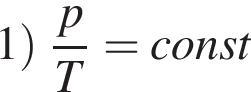 1) p/T = const